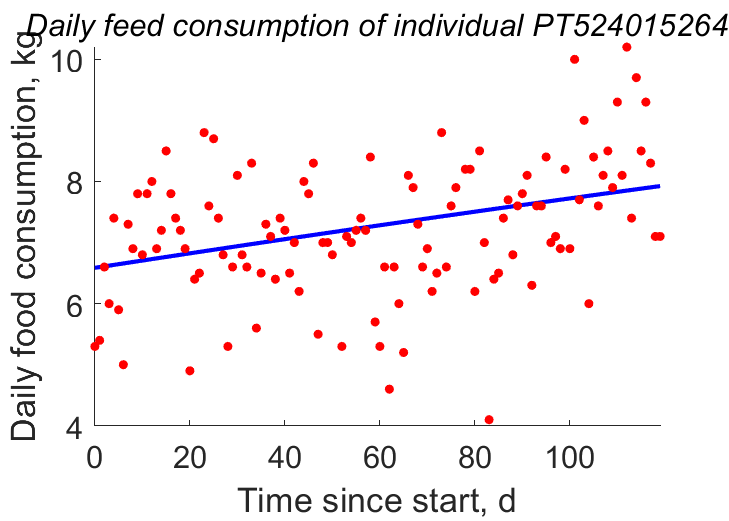 Daily feed consumption of individual PT524015264
Daily food consumption, kg
10
8
6
4
0 20 40 60 80 100
Time since start, d